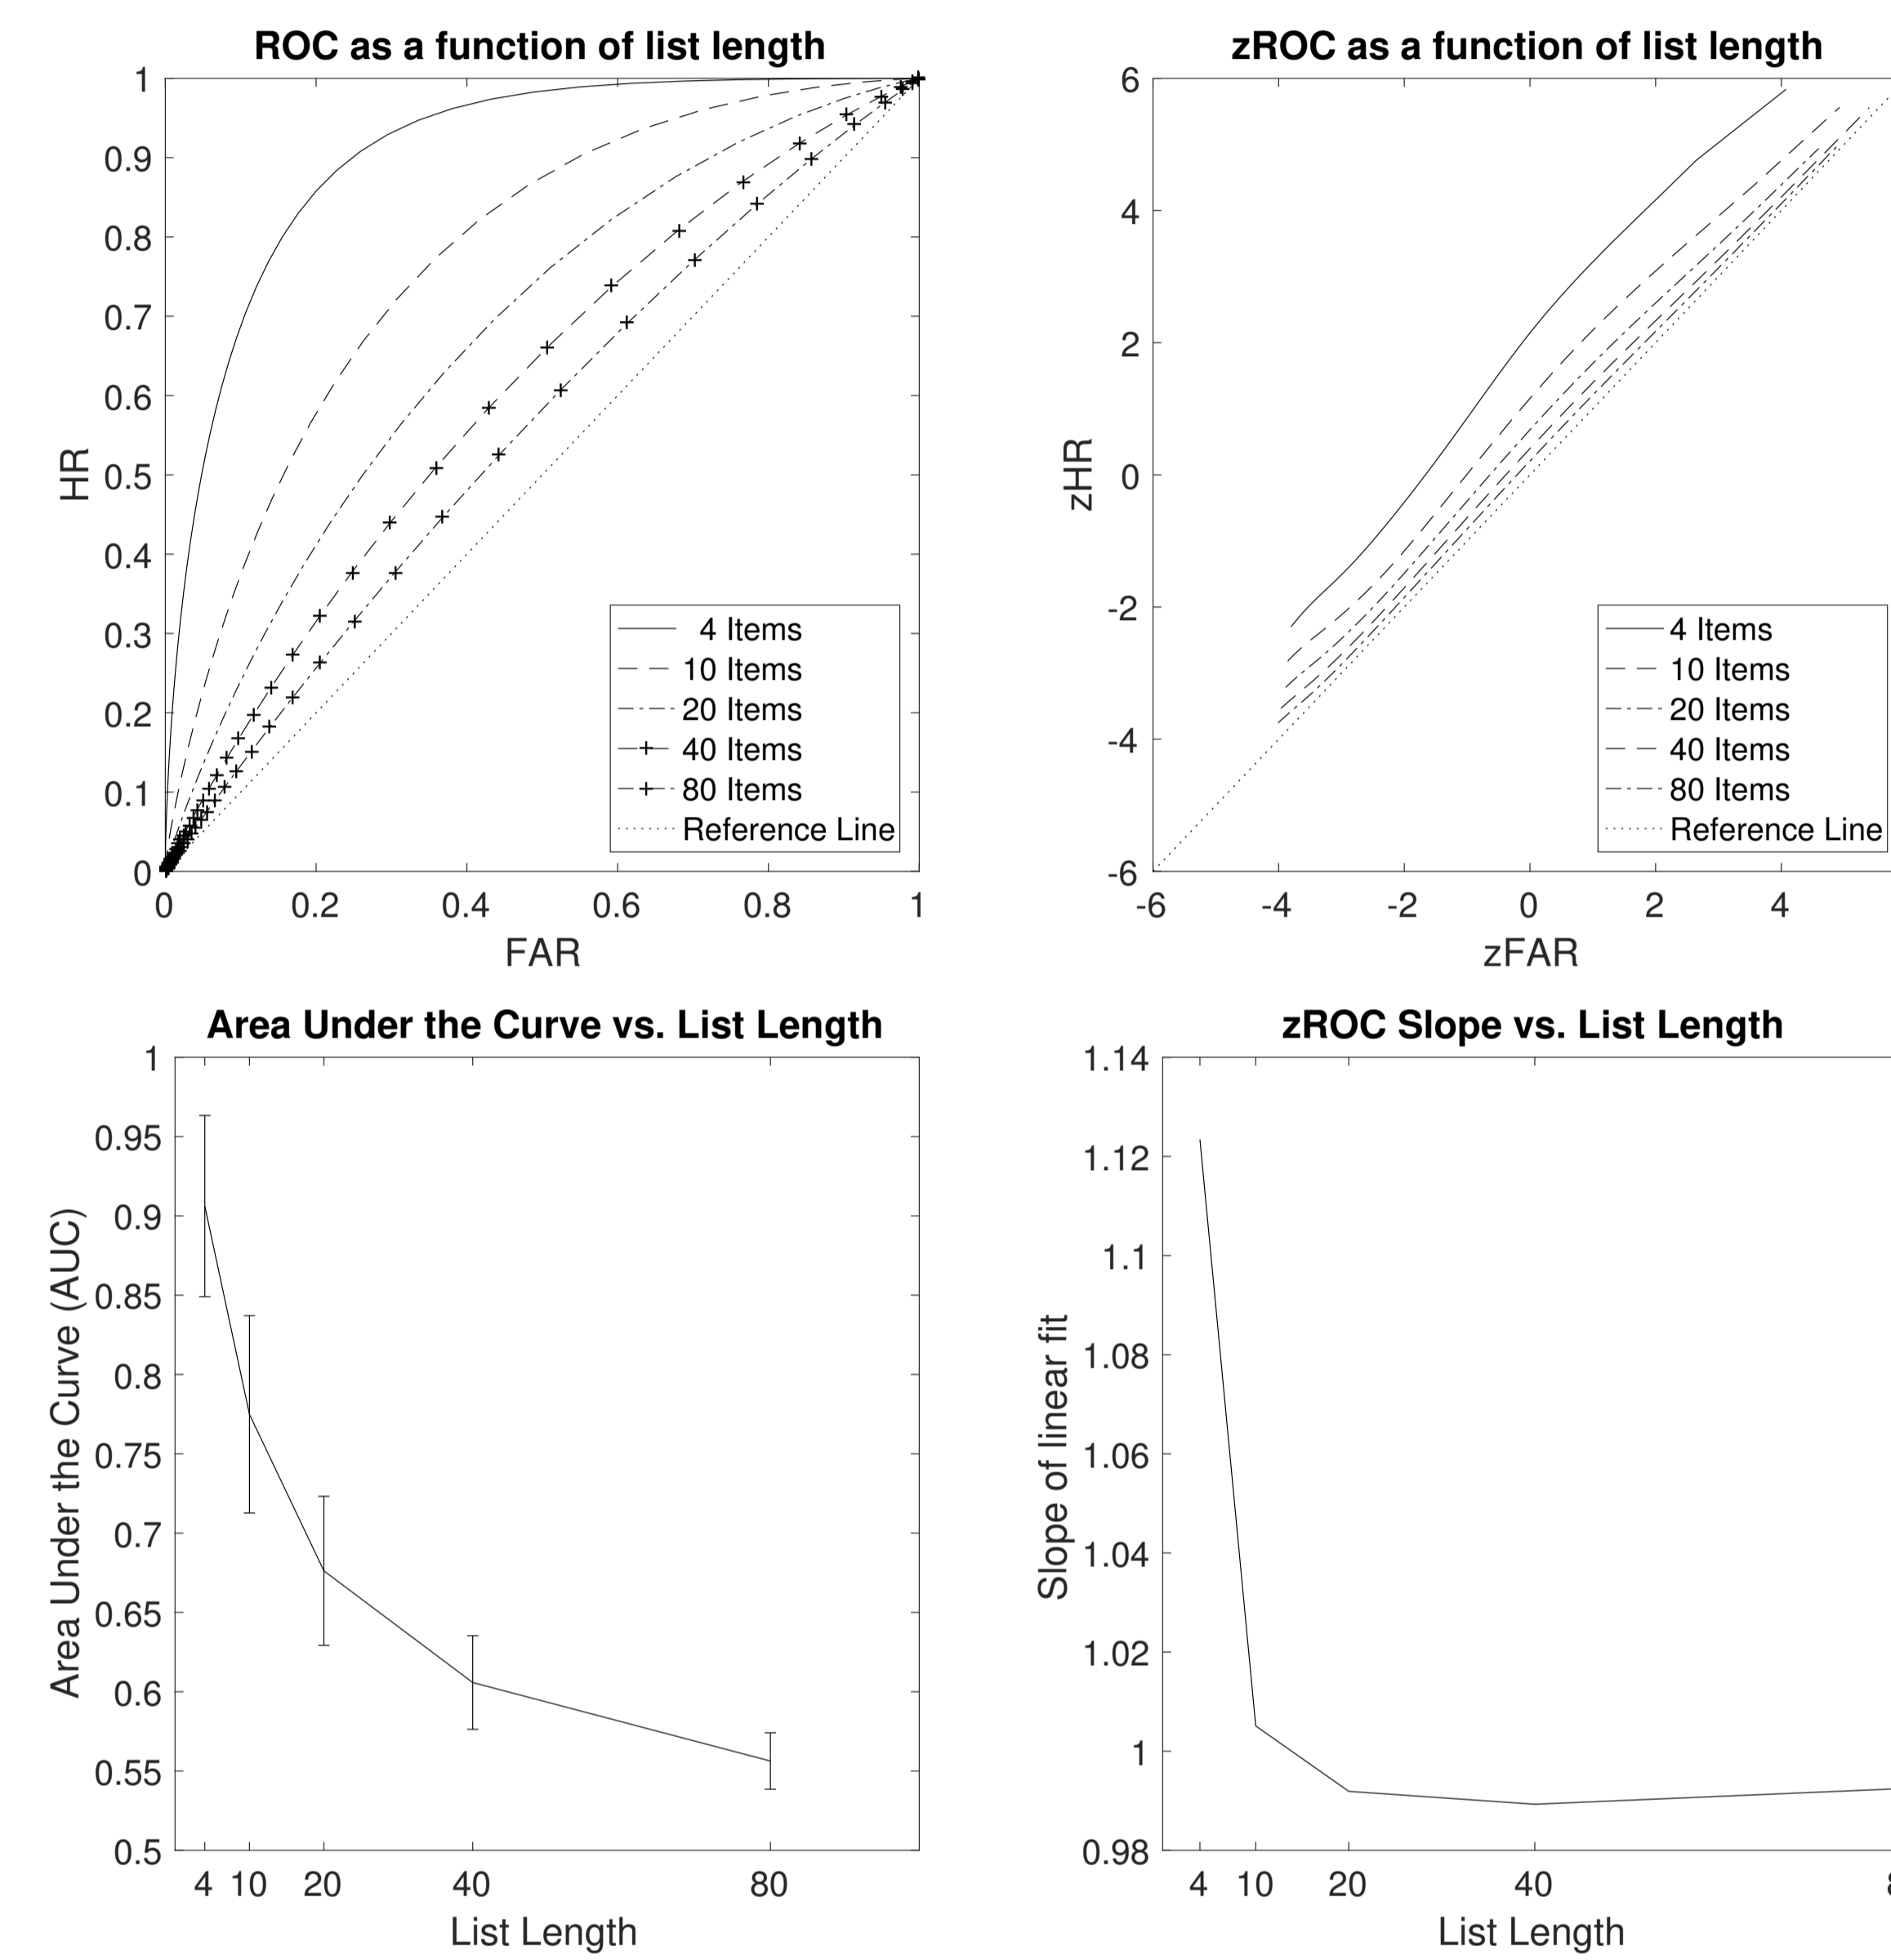 ROC as a function of list length
1
0.9
0.8
0.7
0.6
0.5
0.4
0.3
0.2
0.1
0
HR
0 0.2 0.4 0.6 0.8 1
FAR
4 Items
10 Items
20 Items
40 Items
80 Items
Reference Line
zROC as a function of list length
6
4
2
0
-2
-4
-6
zHR
-6 -4 -2 0 2 4
zFAR
4 Items
10 Items
20 Items
40 Items
80 Items
Reference Line
Area Under the Curve vs. List Length
1
0.95
0.9
0.85
0.8
0.75
0.7
0.65
0.6
0.55
0.5
Area Under the Curve (AUC)
4 10 20 40 80
List Length
zROC Slope vs. List Length
1.14
1.12
1.1
1.08
1.06
1.04
1.02
1
0.98
Slope of linear fit
4 10 20 40
List Length